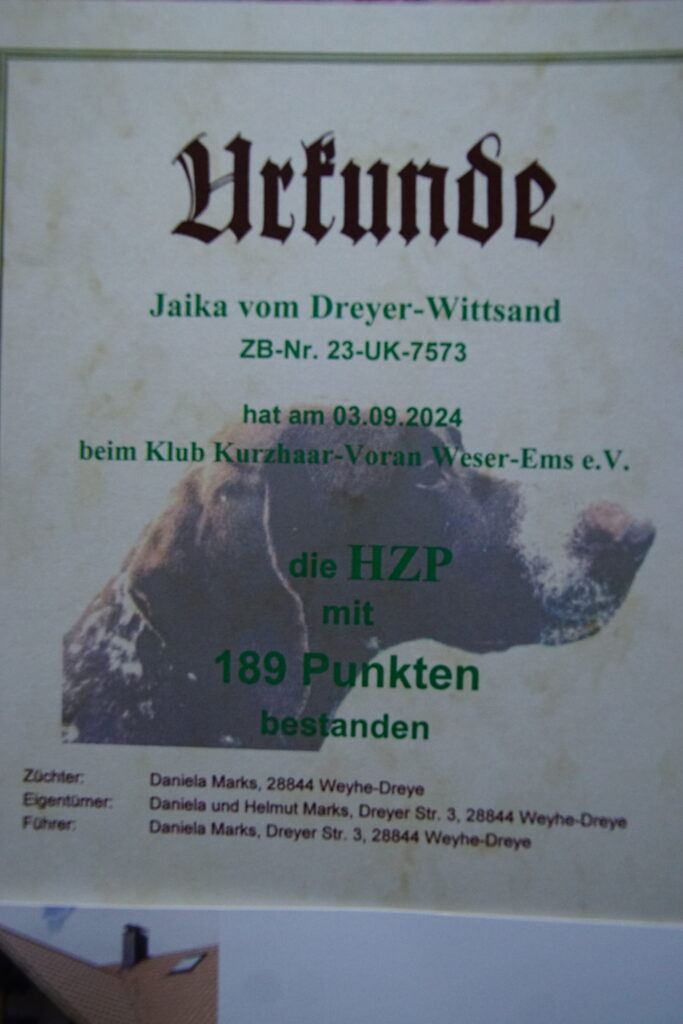 Urkunde
Jaika vom Dreyer-Wittsand
ZB-Nr. 23-UK-7573
hat am 03.09.2024
beim Klub Kurzhaar-Voran Weser-Ems e.V.
die HZP
mit
189 Punkten
bestanden
Züchter: Daniela Marks, 28844 Weyhe-Dreye
Eigentümer: Daniela und Helmut Marks, Dreyer Str. 3, 28844 Weyhe-Dreye
Führer: Daniela Marks, Dreyer Str. 3, 28844 Weyhe-Dreye